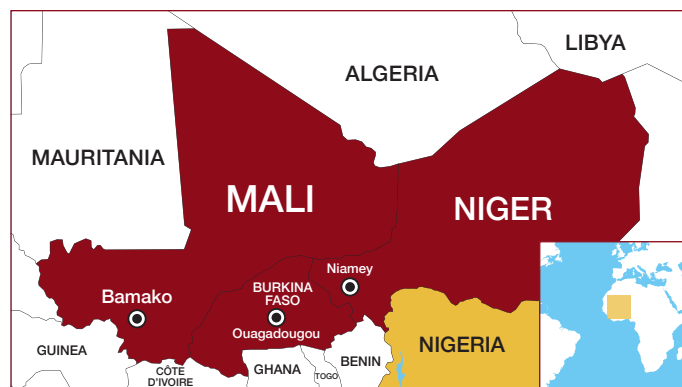 LIBYA
ALGERIA
MAURITANIA
MALI
NIGER
Niamey
BURKINA
FASO
Bamako
Ouagadougou
NIGERIA
GUINEA
CÔTE
D'IVOIRE
GHANA
TOGO
BENIN